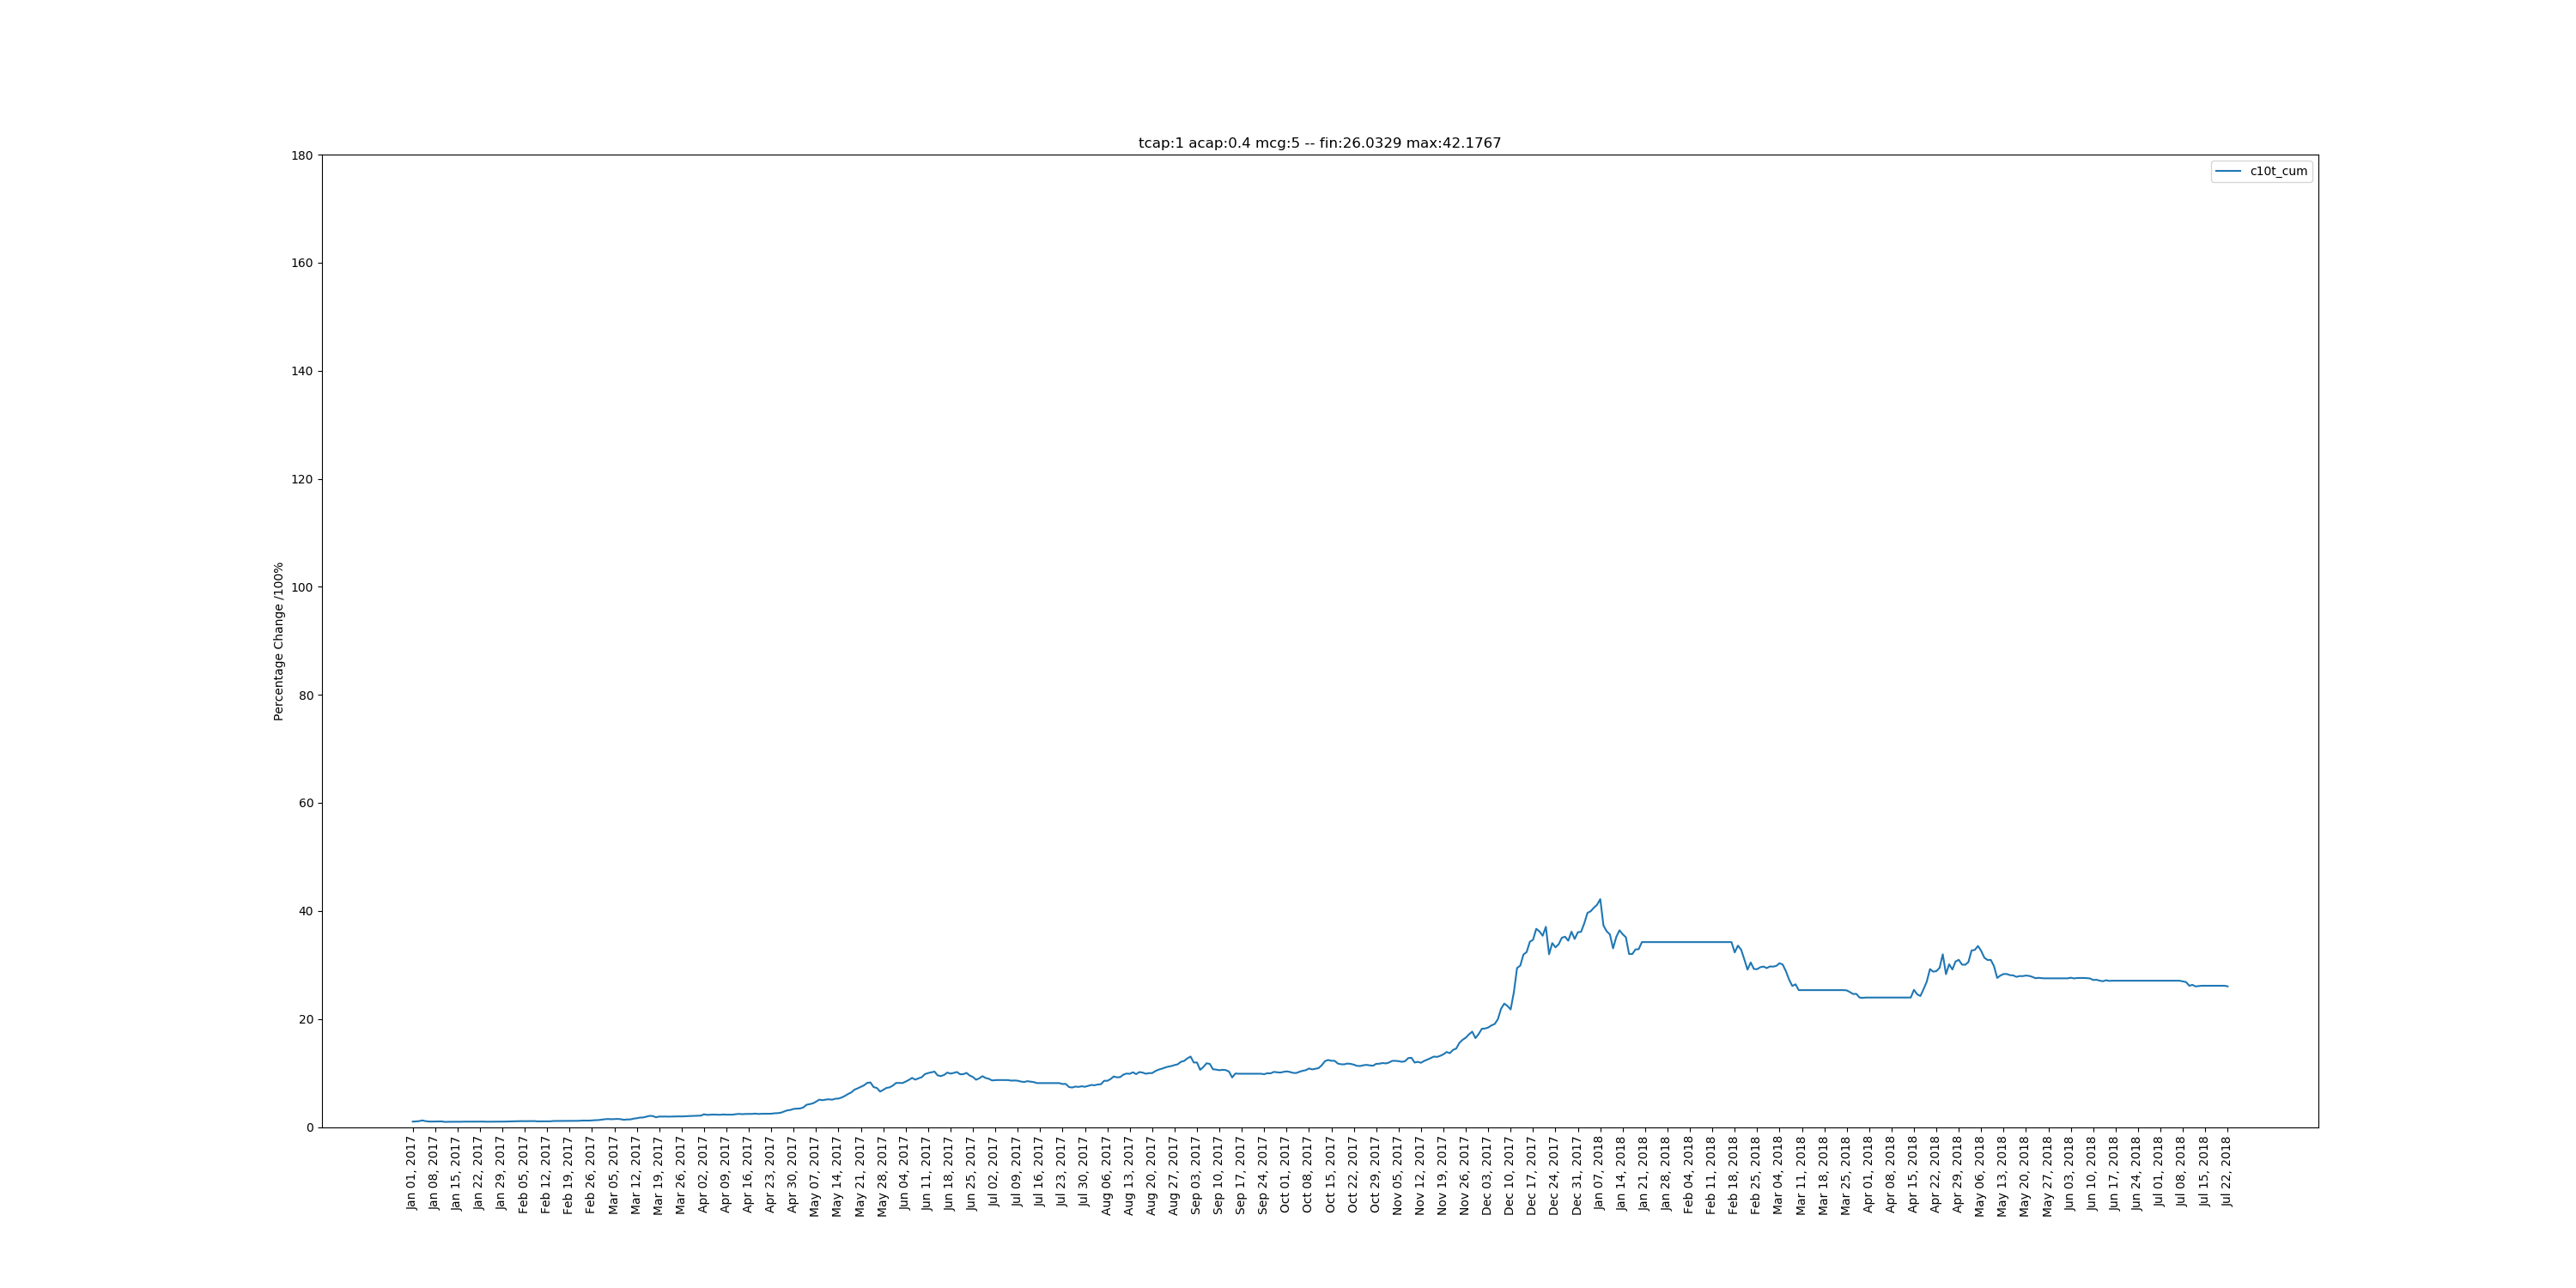 tcap:1 acap:0.4 mcg:5 -- fin:26.0329 max:42.1767
c10t_cum
Percentage Change /100%
180
160
140
120
100
80
60
40
20
0
Jan 01, 2017
Jan 08, 2017
Jan 15, 2017
Jan 22, 2017
Jan 29, 2017
Feb 05, 2017
Feb 12, 2017
Feb 19, 2017
Feb 26, 2017
Mar 05, 2017
Mar 12, 2017
Mar 19, 2017
Mar 26, 2017
Apr 02, 2017
Apr 09, 2017
Apr 16, 2017
Apr 23, 2017
Apr 30, 2017
May 07, 2017
May 14, 2017
May 21, 2017
May 28, 2017
Jun 04, 2017
Jun 11, 2017
Jun 18, 2017
Jun 25, 2017
Jul 02, 2017
Jul 09, 2017
Jul 16, 2017
Jul 23, 2017
Jul 30, 2017
Aug 06, 2017
Aug 13, 2017
Aug 20, 2017
Aug 27, 2017
Sep 03, 2017
Sep 10, 2017
Sep 17, 2017
Sep 24, 2017
Oct 01, 2017
Oct 08, 2017
Oct 15, 2017
Oct 22, 2017
Oct 29, 2017
Nov 05, 2017
Nov 12, 2017
Nov 19, 2017
Nov 26, 2017
Dec 03, 2017
Dec 10, 2017
Dec 17, 2017
Dec 24, 2017
Dec 31, 2017
Jan 07, 2018
Jan 14, 2018
Jan 21, 2018
Jan 28, 2018
Feb 04, 2018
Feb 11, 2018
Feb 18, 2018
Feb 25, 2018
Mar 04, 2018
Mar 11, 2018
Mar 18, 2018
Mar 25, 2018
Apr 01, 2018
Apr 08, 2018
Apr 15, 2018
Apr 22, 2018
Apr 29, 2018
May 06, 2018
May 13, 2018
May 20, 2018
May 27, 2018
Jun 03, 2018
Jun 10, 2018
Jun 17, 2018
Jun 24, 2018
Jul 01, 2018
Jul 08, 2018
Jul 15, 2018
Jul 22, 2018